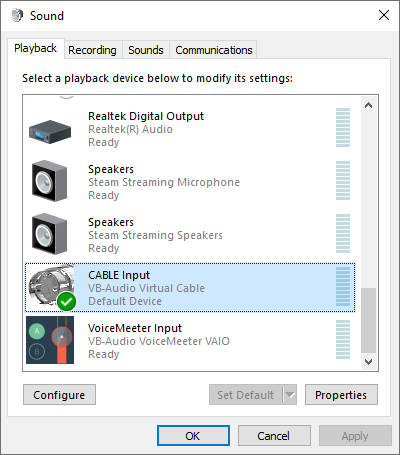 Sound
Playback Recording Sounds Communications
Select a playback device below to modify its settings:
Realtek Digital Output
Realtek(R) Audio
Ready
Speakers
Steam Streaming Microphone
Ready
Speakers
Steam Streaming Speakers
Ready
CABLE Input
VB-Audio Virtual Cable
Default Device
A
B
VoiceMeeter Input
VB-Audio VoiceMeeter VAIO
Ready
Configure Set Default Properties
OK Cancel Apply